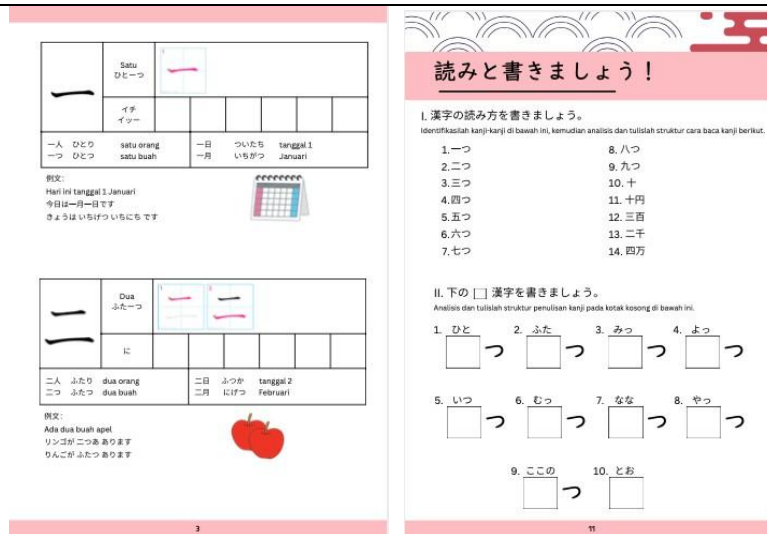 一
Satu
ひとーつ
一
イチ
イッー
一人 ひとり satu orang
一つ ひとつ satu buah
一日 ついたち tanggal 1
一月 いちがつ Januari
例文:
Hari ini tanggal 1 Januari
今日は一月一日です
きょうは いちげつ いちにち です
二
Dua
ふたーつ
に
二人 ふたり dua orang
二つ ふたつ dua buah
二日 ふつか tanggal 2
二月 にげつ Februari
例文:
Ada dua buah apel
リンゴが 二つあ あります
りんごが ふたつ あります
3
読みと書きましょう！
I. 漢字の読み方を書きましょう。
Identifikasilah kanji-kanji di bawah ini, kemudian analisis dan tulislah struktur cara baca kanji berikut.
1.一つ
2.二つ
3.三つ
4.四つ
5.五つ
6.六つ
7.七つ
8. 八つ
9. 九つ
10. 十
11. 十円
12. 三百
13. 二千
14. 四万
II. 下の □ 漢字を書きましょう。
Analisis dan tulislah struktur penulisan kanji pada kotak kosong di bawah ini.
1. ひと つ
2. ふた つ
3. みっ つ
4. よっ つ
5. いつ つ
6. むっ つ
7. なな つ
8. やっ つ
9. ここの つ
10. とお
11